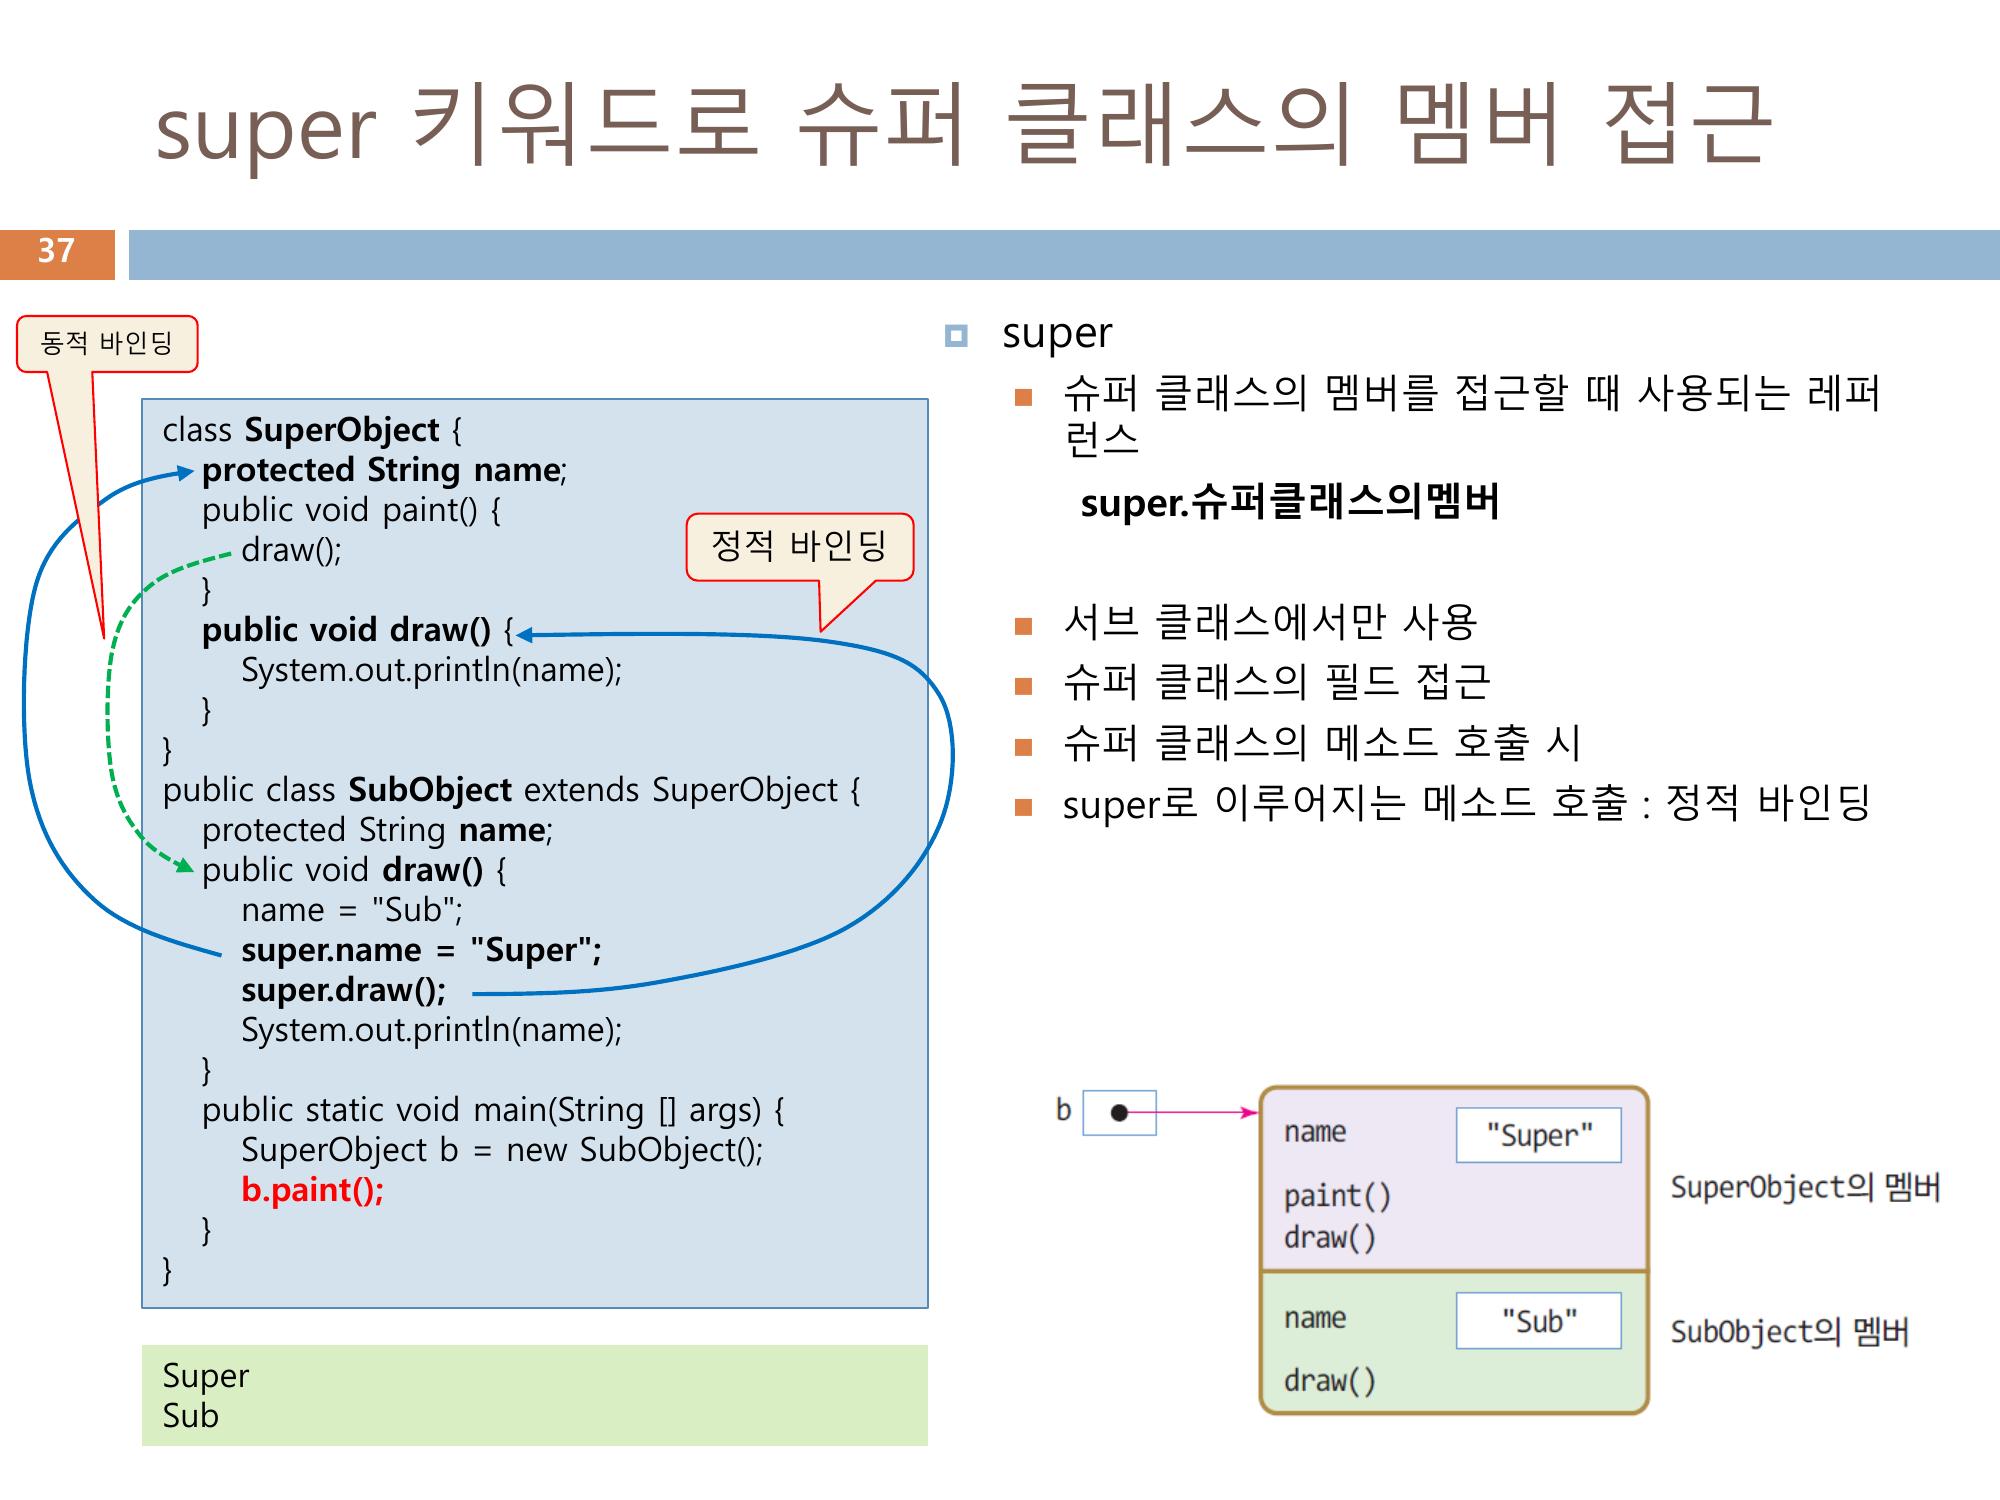 super 키워드로 슈퍼 클래스의 멤버 접근
37
동적 바인딩
class SuperObject {
protected String name;
public void paint() {
draw();
}
public void draw() {
System.out.println(name);
}
}
public class SubObject extends SuperObject {
protected String name;
public void draw() {
name = "Sub";
super.name = "Super";
super.draw();
System.out.println(name);
}
public static void main(String [] args) {
SuperObject b = new SubObject();
b.paint();
}
}
정적 바인딩
Super
Sub
super
슈퍼 클래스의 멤버를 접근할 때 사용되는 레퍼
런스
super.슈퍼클래스의멤버
서브 클래스에서만 사용
슈퍼 클래스의 필드 접근
슈퍼 클래스의 메소드 호출 시
super로 이루어지는 메소드 호출 : 정적 바인딩
b
name "Super"
paint()
draw()
SuperObject의 멤버
name "Sub"
draw()
SubObject의 멤버